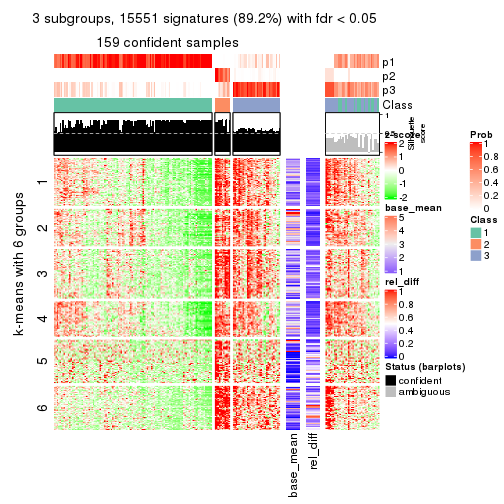 3 subgroups, 15551 signatures (89.2%) with fdr < 0.05
159 confident samples
p1
p2
p3
Class
1
Silhouette
score
k-means with 6 groups
1
2
3
4
5
6
base_mean
rel_diff
z-score
2
1
0
-1
-2
base_mean
5
4
3
2
1
rel_diff
1
0.8
0.6
0.4
0.2
0
Status (barplots)
confident
ambiguous
Prob
1
0.8
0.6
0.4
0.2
0
Class
1
2
3